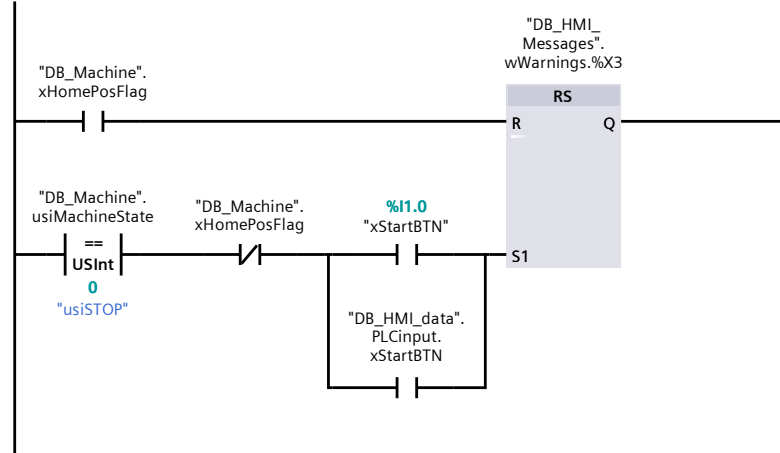 "DB_HMI_
Messages".
wWarnings.%X3
"DB_Machine".
xHomePosFlag
RS
R
Q
"DB_Machine".
usiMachineState
==
USInt
0
"usiSTOP"
"DB_Machine".
xHomePosFlag
%I1.0
"xStartBTN"
S1
"DB_HMI_data".
PLCinput.
xStartBTN